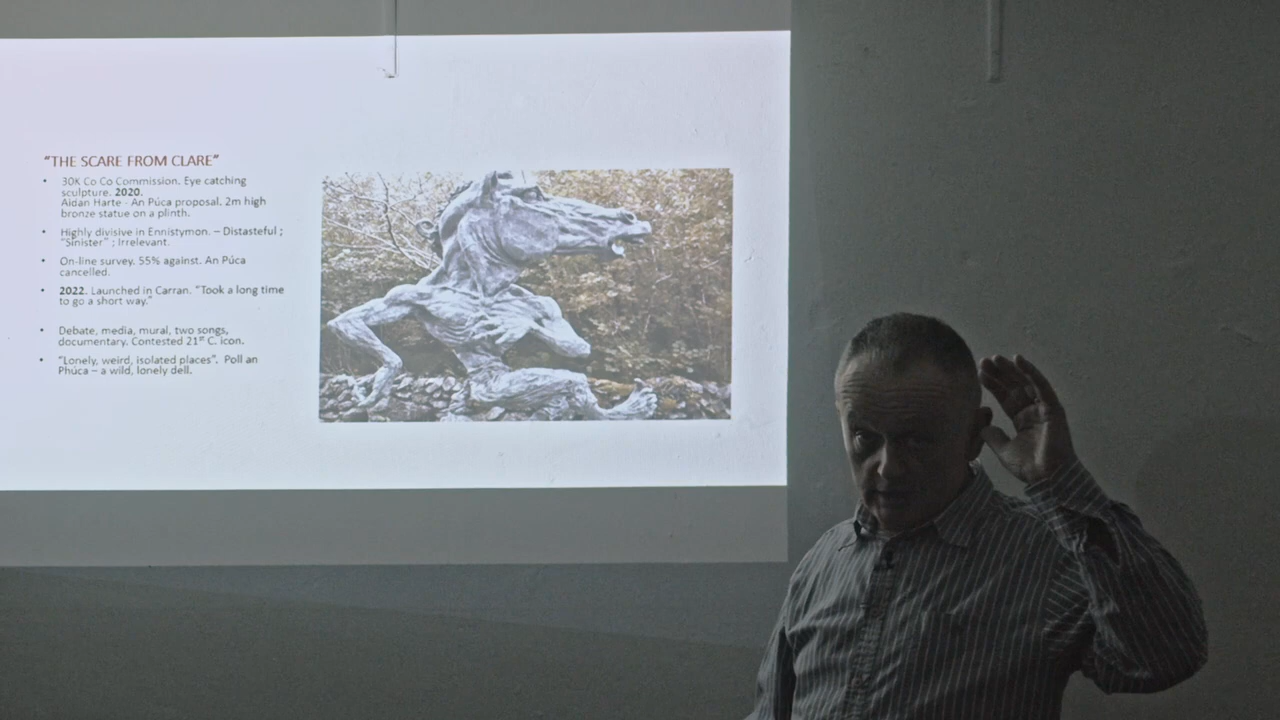 "THE SCARE FROM CLARE"
• 30K Co Co Commission. Eye catching
sculpture. 2020.
Aidan Harte - An Púca proposal. 2m high
bronze statue on a plinth.
• Highly divisive in Ennistymon. – Distasteful ;
"Sinister" ; Irrelevant.
• On-line survey. 55% against. An Púca
cancelled.
• 2022. Launched in Carran. "Took a long time
to go a short way."
• Debate, media, mural, two songs,
documentary. Contested 21st C. icon.
• "Lonely, weird, isolated places". Poll an
Phúca – a wild, lonely dell.